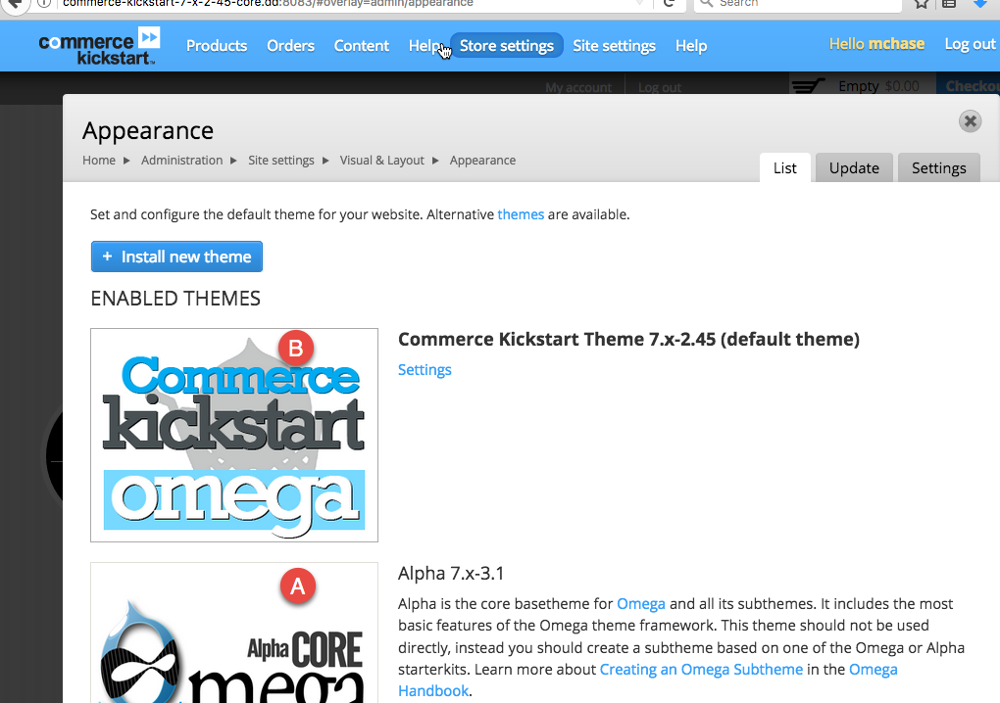 commerce-kickstart-7-x-2-45-core.dd:8083/#overlay=admin/appearance
Search
commerce kickstart
Products Orders Content Help Store settings Site settings Help
Hello mchase Log out
My account Log out Empty $0.00 Checkou
Appearance
Home ▶ Administration ▶ Site settings ▶ Visual & Layout ▶ Appearance
List Update Settings
Set and configure the default theme for your website. Alternative themes are available.
+ Install new theme
ENABLED THEMES
B
Commerce
kickstart
omega
Commerce Kickstart Theme 7.x-2.45 (default theme)
Settings
A
Alpha CORE
omega
Alpha 7.x-3.1
Alpha is the core basetheme for Omega and all its subthemes. It includes the most
basic features of the Omega theme framework. This theme should not be used
directly, instead you should create a subtheme based on one of the Omega or Alpha
starterkits. Learn more about Creating an Omega Subtheme in the Omega
Handbook.